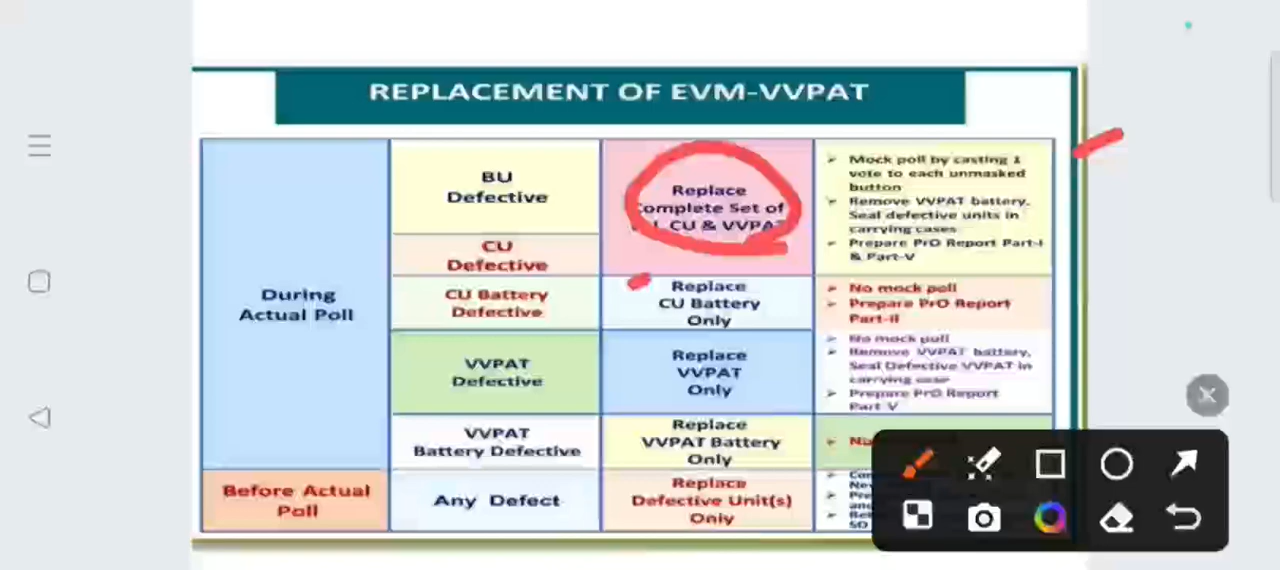 REPLACEMENT OF EVM-VVPAT
During
Actual Poll
BU
Defective
Replace
Complete Set of
CU & VVPAT
Mock poll by casting 1
vote to each unmasked
button
Remove VVPAT battery,
Seal defective units in
carrying cases
Prepare PrO Report Part-I
& Part-V
CU
Defective
CU Battery
Defective
Replace
CU Battery
Only
No mock poll
Prepare PrO Report
Part-II
VVPAT
Defective
Replace
VVPAT
Only
No mock poll
Remove VVPAT battery,
Seal Defective VVPAT in
carrying case
Prepare PrO Report
Part V
VVPAT
Battery Defective
Replace
VVPAT Battery
Only
Before Actual
Poll
Any Defect
Replace
Defective Unit(s)
Only
SO